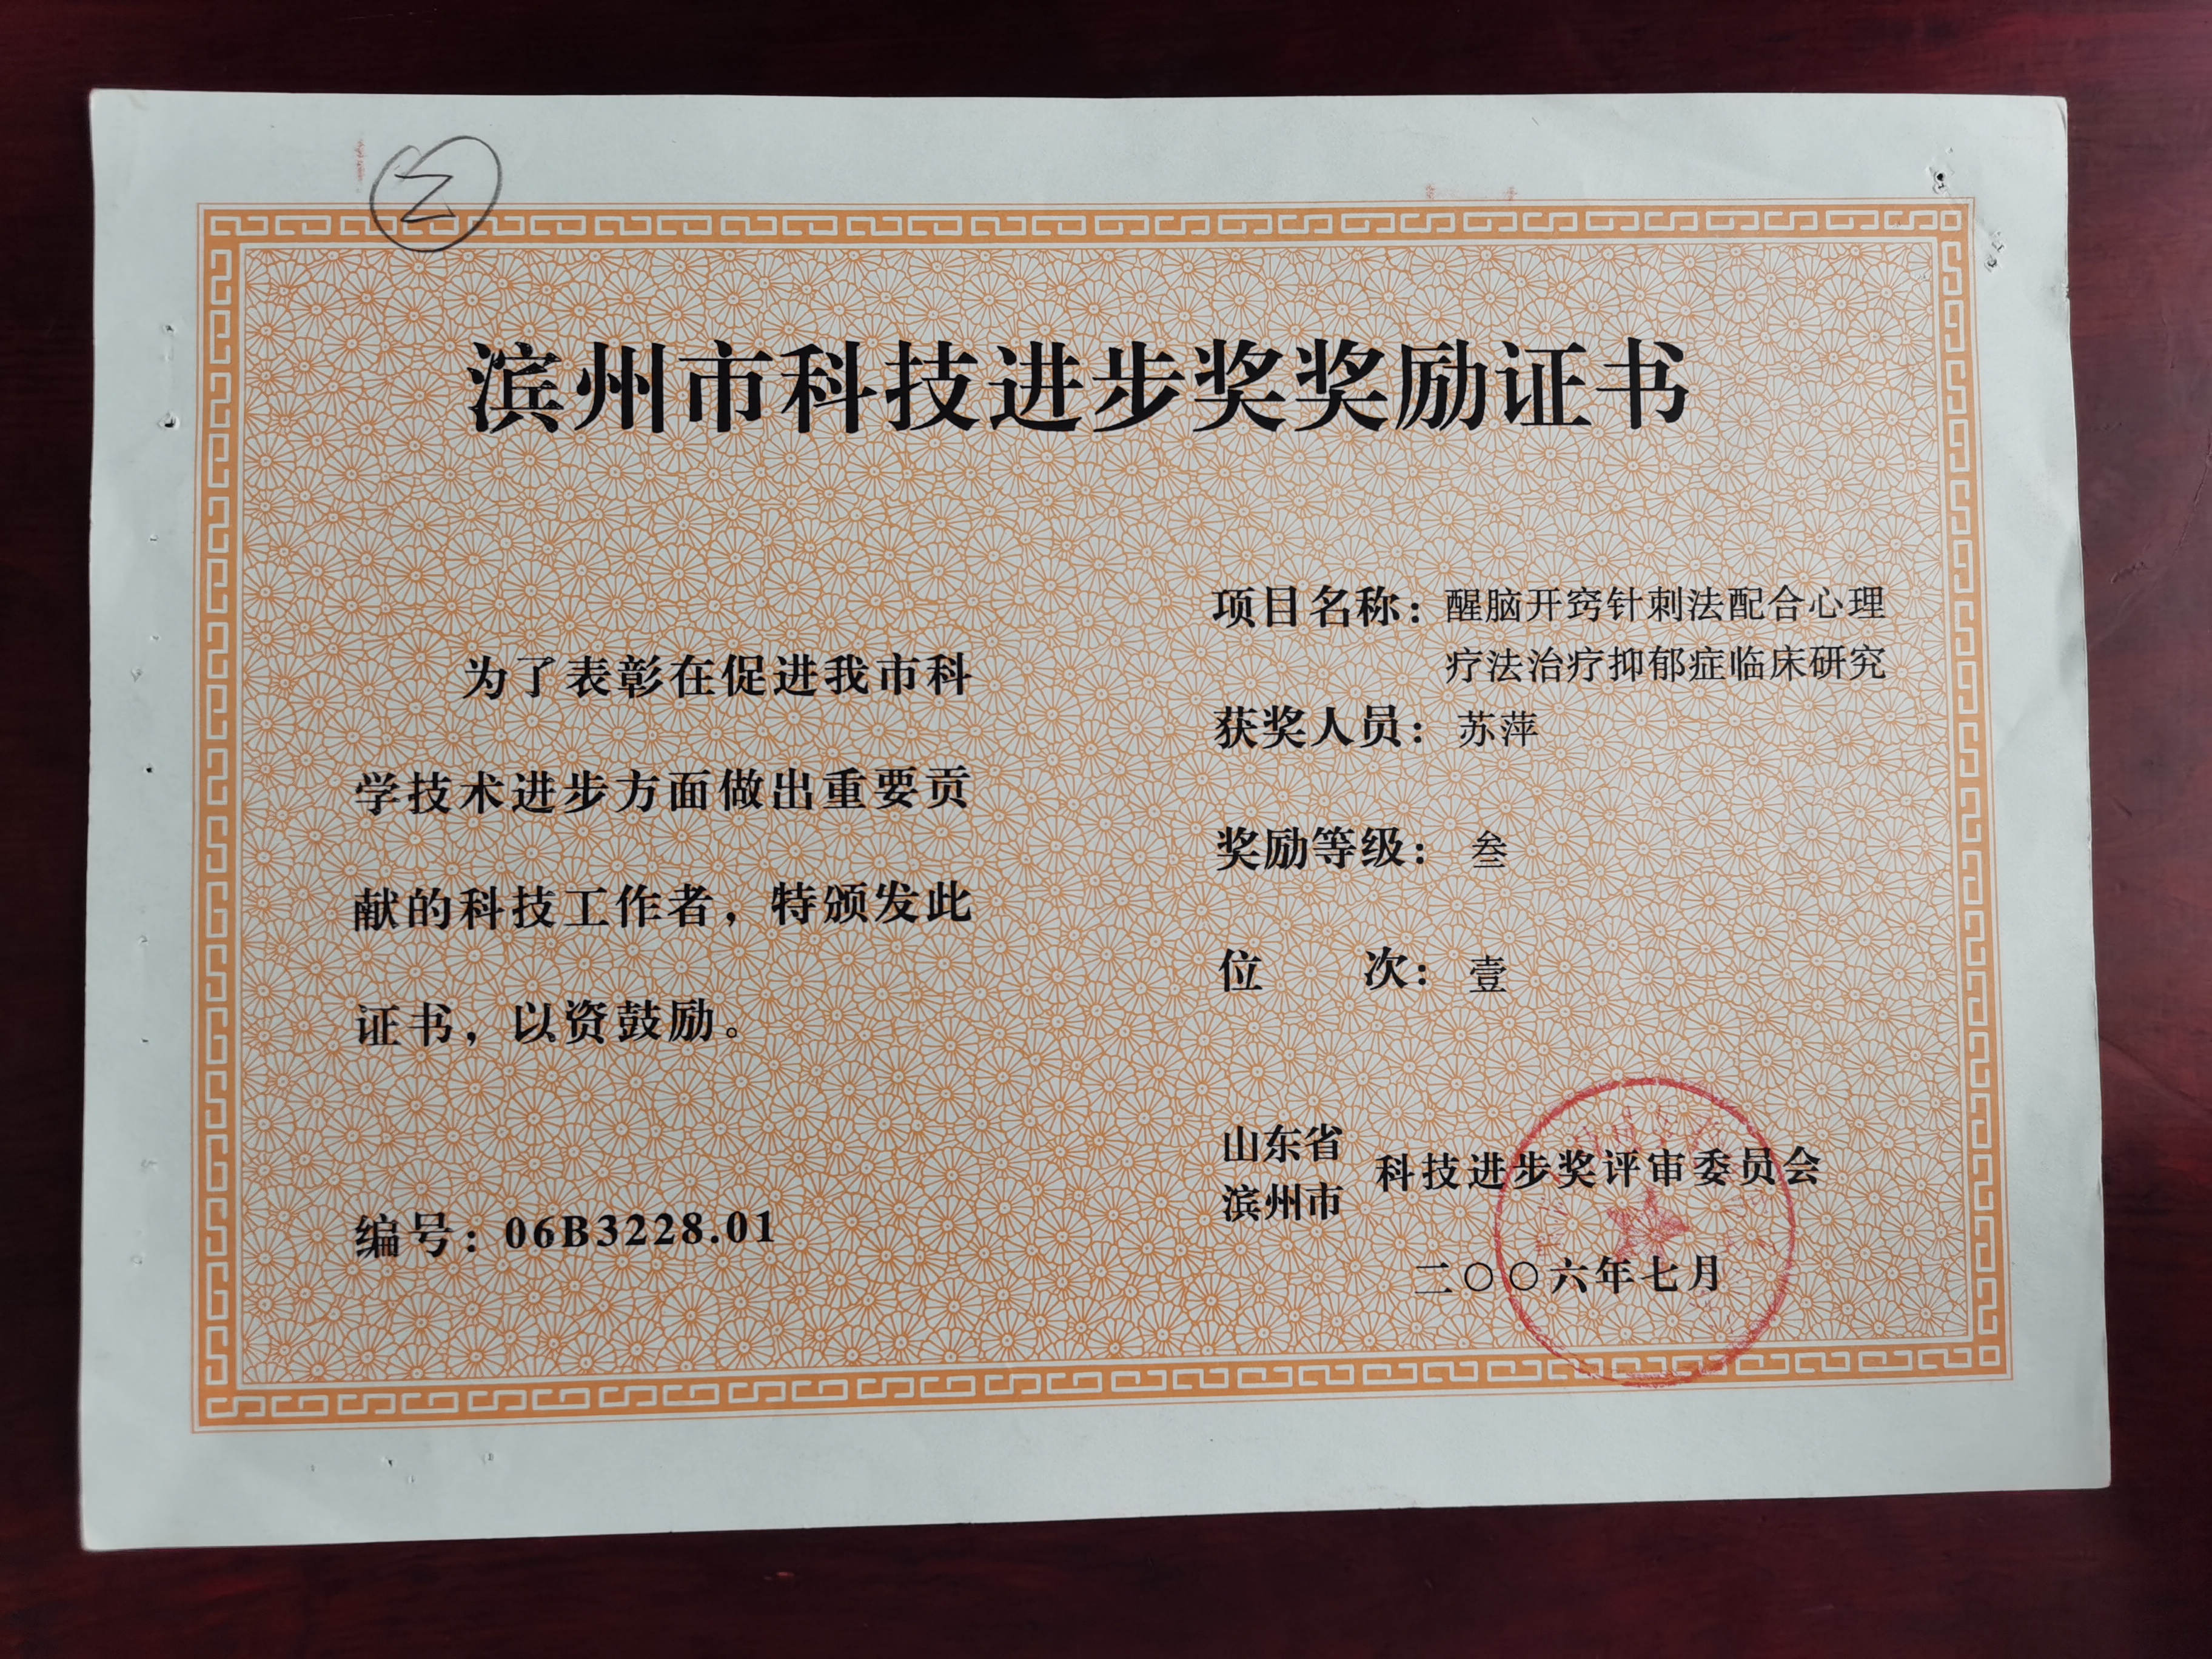 滨州市科技进步奖奖励证书
为了表彰在促进我市科
学技术进步方面做出重要贡
献的科技工作者，特颁发此
证书，以资鼓励。
编号：06B3228.01
项目名称：醒脑开窍针刺法配合心理
疗法治疗抑郁症临床研究
获奖人员：苏萍
奖励等级：叁
位　　次：壹
山东省
滨州市 科技进步奖评审委员会
二〇〇六年七月